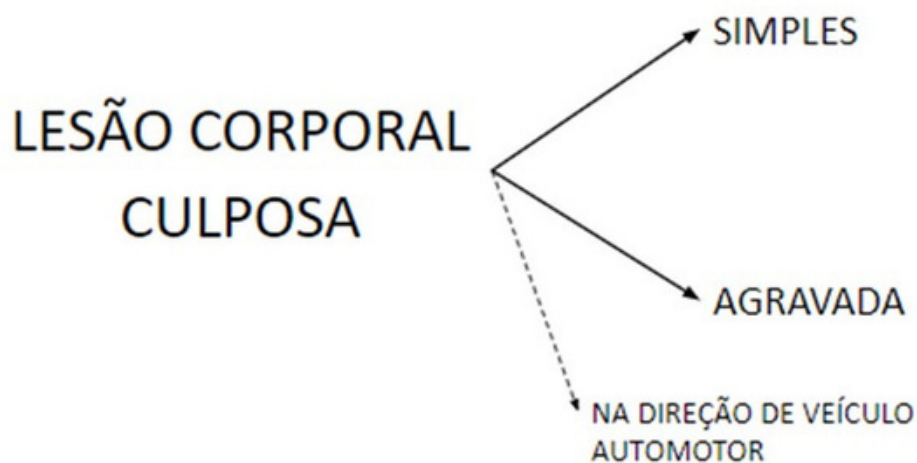 SIMPLES
LESÃO CORPORAL
CULPOSA
AGRAVADA
NA DIREÇÃO DE VEÍCULO
AUTOMOTOR